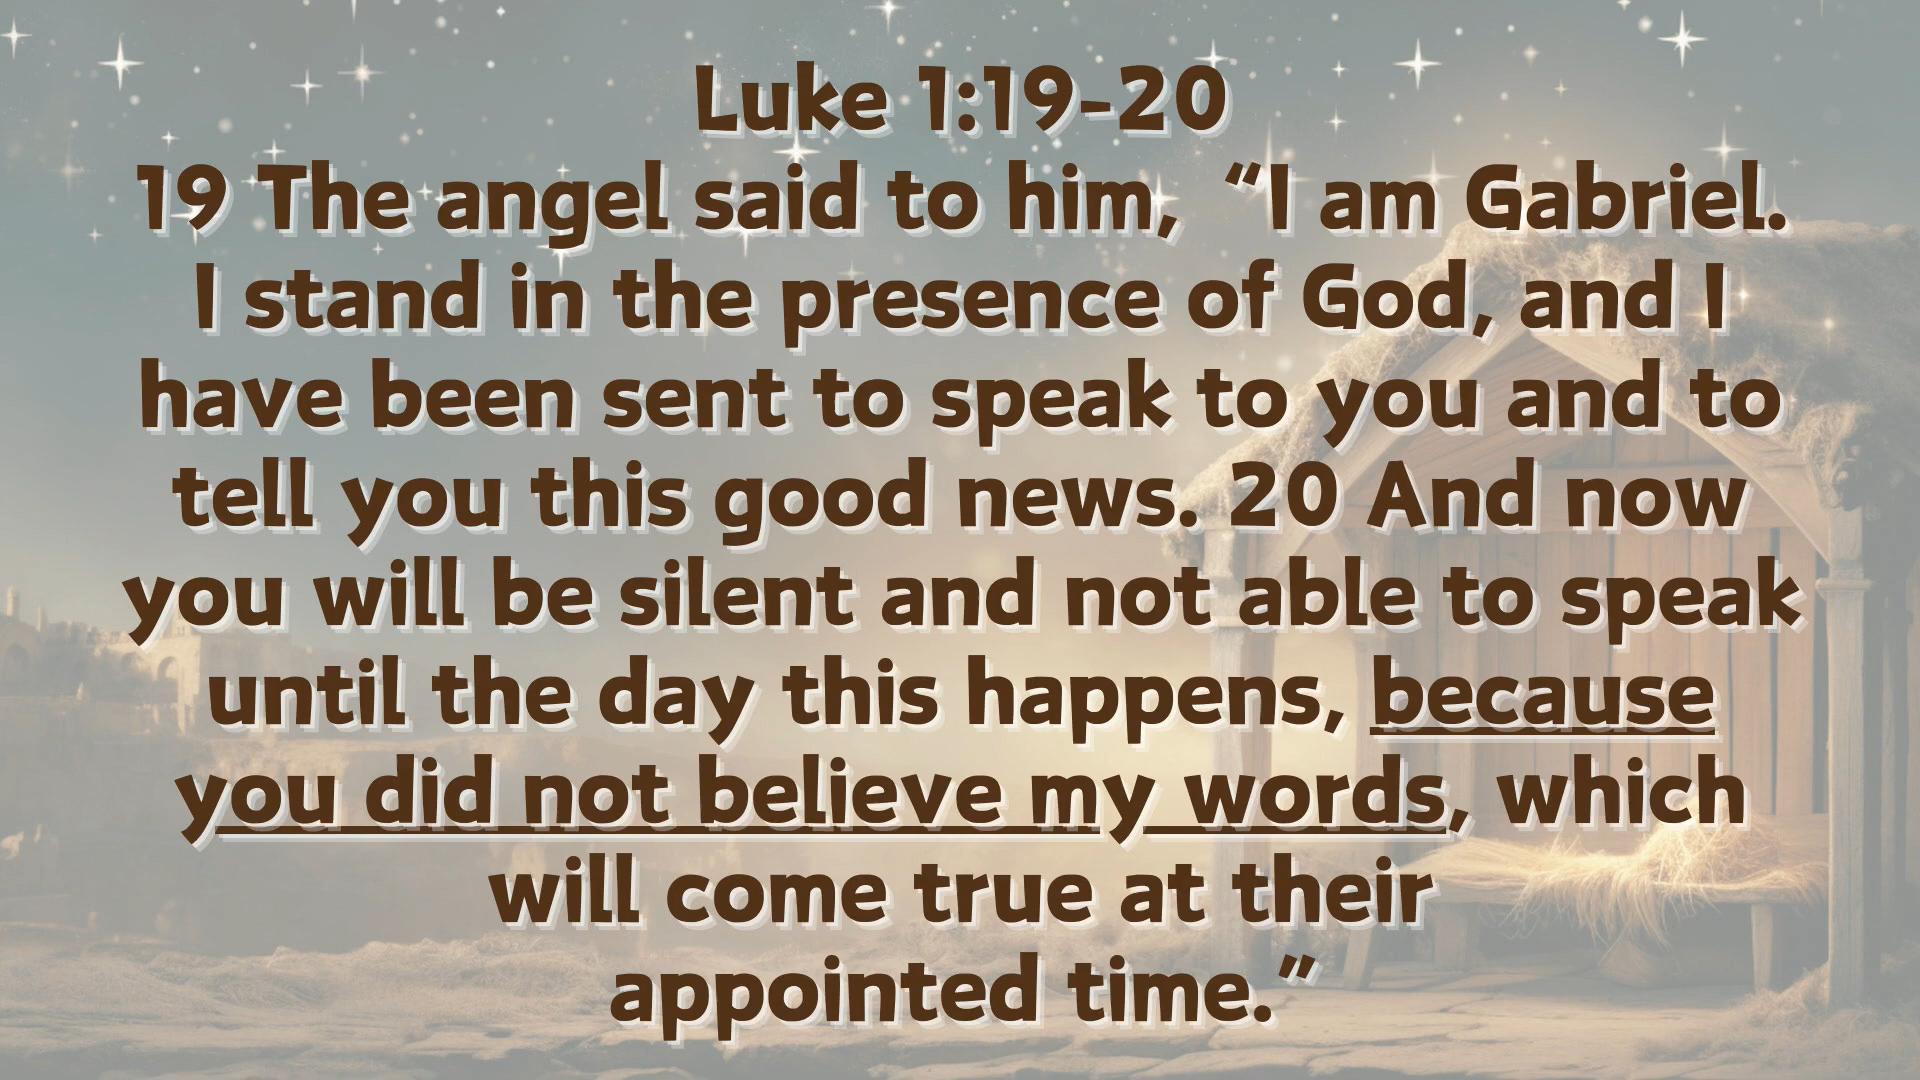 Luke 1:19-20
19 The angel said to him,  “I am Gabriel.
I stand in the presence of God, and I
have been sent to speak to you and to
tell you this good news. 20 And now
you will be silent and not able to speak
until the day this happens, because
you did not believe my words, which
will come true at their
appointed time.”